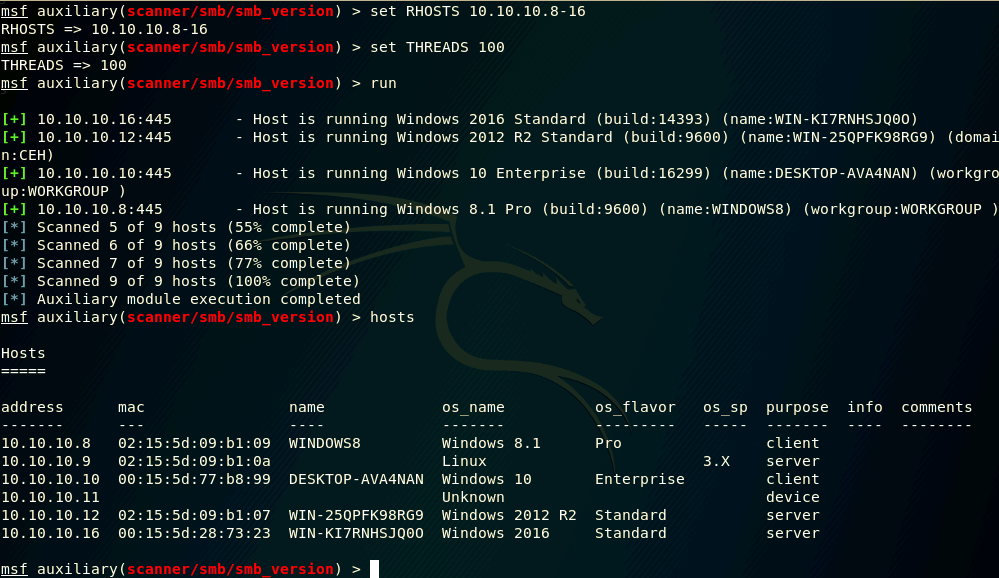 msf auxiliary(scanner/smb/smb_version) > set RHOSTS 10.10.10.8-16
RHOSTS => 10.10.10.8-16
msf auxiliary(scanner/smb/smb_version) > set THREADS 100
THREADS => 100
msf auxiliary(scanner/smb/smb_version) > run
[+] 10.10.10.16:445       - Host is running Windows 2016 Standard (build:14393) (name:WIN-KI7RNHSJQ0O)
[+] 10.10.10.12:445       - Host is running Windows 2012 R2 Standard (build:9600) (name:WIN-25QPFK98RG9) (domai
n:CEH)
[+] 10.10.10.10:445       - Host is running Windows 10 Enterprise (build:16299) (name:DESKTOP-AVA4NAN) (workgro
up:WORKGROUP )
[+] 10.10.10.8:445        - Host is running Windows 8.1 Pro (build:9600) (name:WINDOWS8) (workgroup:WORKGROUP )
[*] Scanned 5 of 9 hosts (55% complete)
[*] Scanned 6 of 9 hosts (66% complete)
[*] Scanned 7 of 9 hosts (77% complete)
[*] Scanned 9 of 9 hosts (100% complete)
[*] Auxiliary module execution completed
msf auxiliary(scanner/smb/smb_version) > hosts
Hosts
=====
address      mac                name             os_name          os_flavor   os_sp  purpose  info  comments
-------      ---                ----             -------          ---------   -----  -------  ----  --------
10.10.10.8   02:15:5d:09:b1:09  WINDOWS8         Windows 8.1      Pro                client
10.10.10.9   02:15:5d:09:b1:0a                   Linux                        3.X    server
10.10.10.10  00:15:5d:77:b8:99  DESKTOP-AVA4NAN  Windows 10       Enterprise         client
10.10.10.11                                      Unknown                             device
10.10.10.12  02:15:5d:09:b1:07  WIN-25QPFK98RG9  Windows 2012 R2  Standard           server
10.10.10.16  00:15:5d:28:73:23  WIN-KI7RNHSJQ0O  Windows 2016     Standard           server
msf auxiliary(scanner/smb/smb_version) >